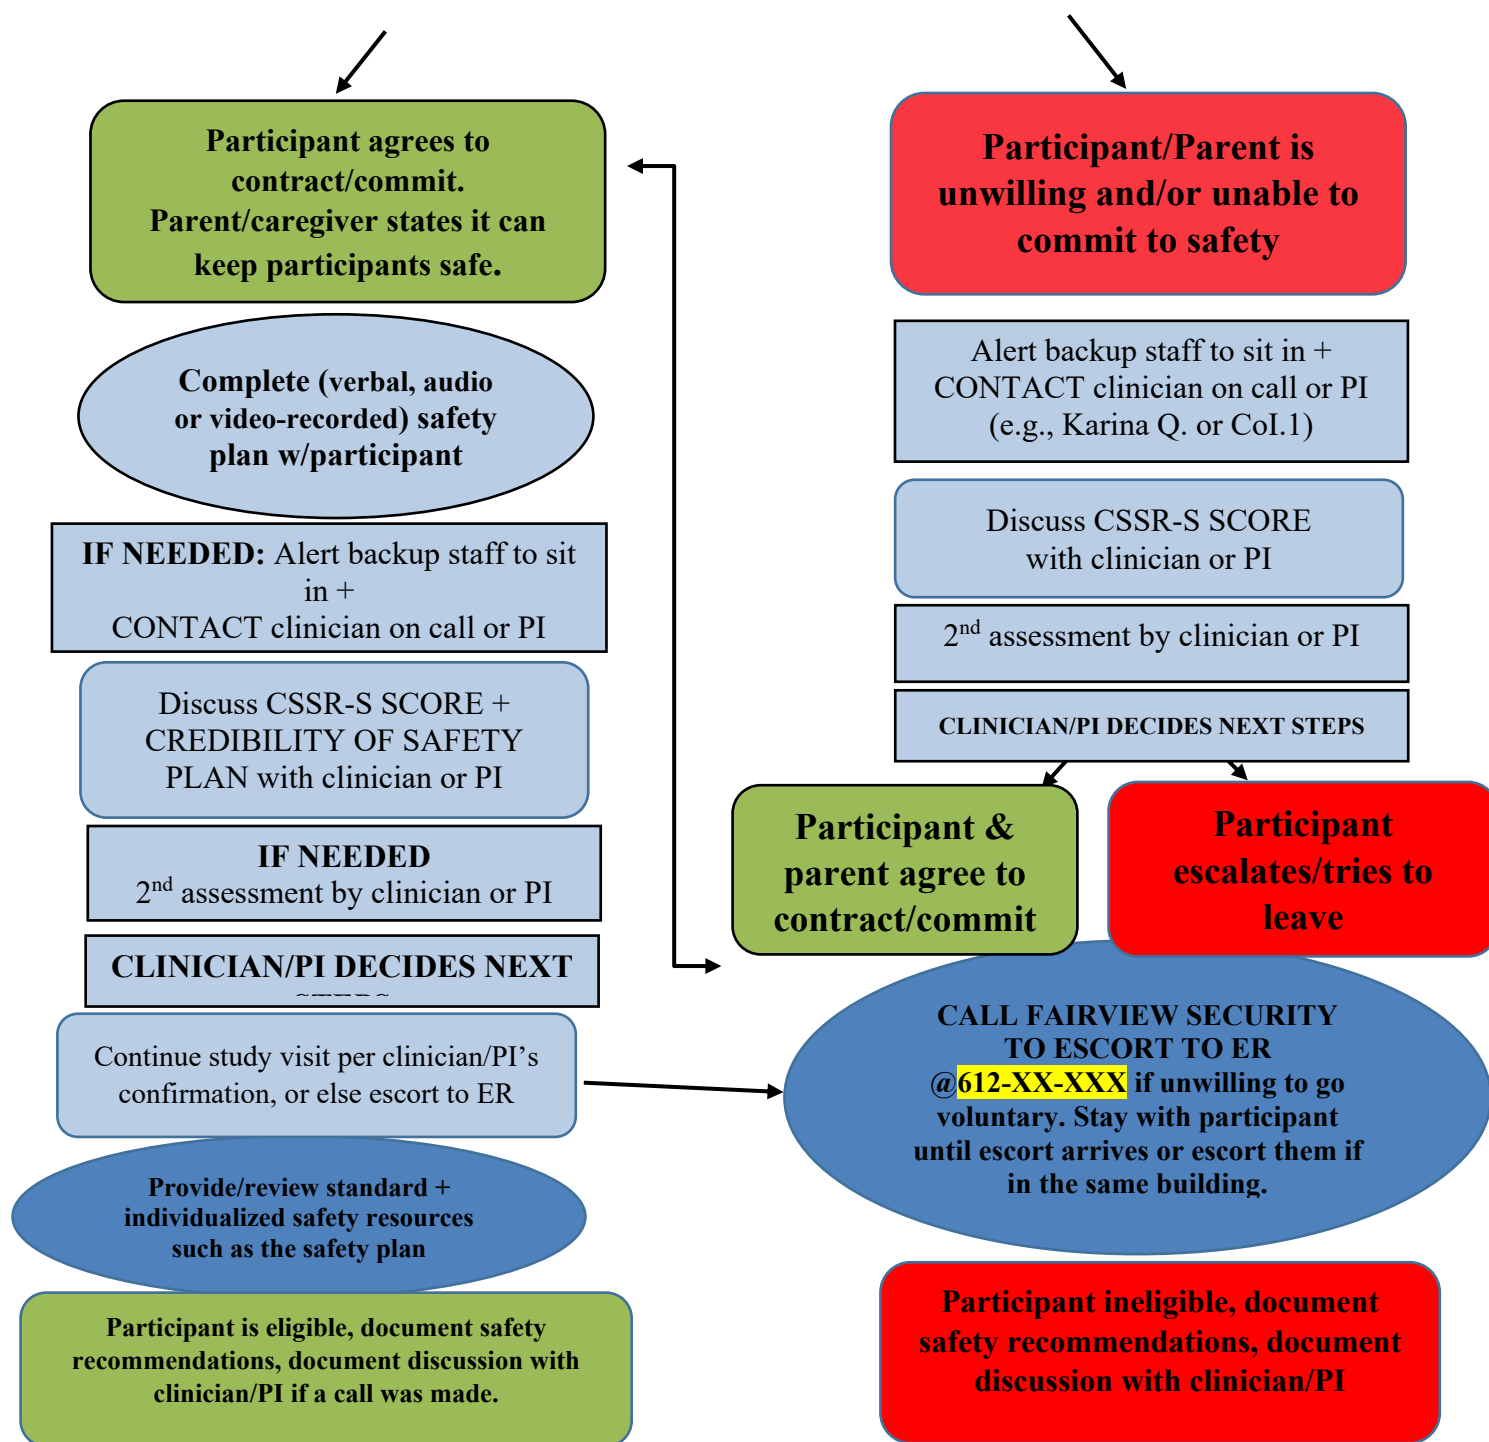 Participant agrees to
contract/commit.
Parent/caregiver states it can
keep participants safe.
Complete (verbal, audio
or video-recorded) safety
plan w/participant
IF NEEDED: Alert backup staff to sit
in +
CONTACT clinician on call or PI
Discuss CSSR-S SCORE +
CREDIBILITY OF SAFETY
PLAN with clinician or PI
IF NEEDED
2nd assessment by clinician or PI
CLINICIAN/PI DECIDES NEXT
Continue study visit per clinician/PI’s
confirmation, or else escort to ER
Provide/review standard +
individualized safety resources
such as the safety plan
Participant is eligible, document safety
recommendations, document discussion with
clinician/PI if a call was made.
Participant/Parent is
unwilling and/or unable to
commit to safety
Alert backup staff to sit in +
CONTACT clinician on call or PI
(e.g., Karina Q. or CoI.1)
Discuss CSSR-S SCORE
with clinician or PI
2nd assessment by clinician or PI
CLINICIAN/PI DECIDES NEXT STEPS
Participant &
parent agree to
contract/commit
Participant
escalates/tries to
leave
CALL FAIRVIEW SECURITY
TO ESCORT TO ER
@612-XX-XXX if unwilling to go
voluntary. Stay with participant
until escort arrives or escort them if
in the same building.
Participant ineligible, document
safety recommendations, document
discussion with clinician/PI